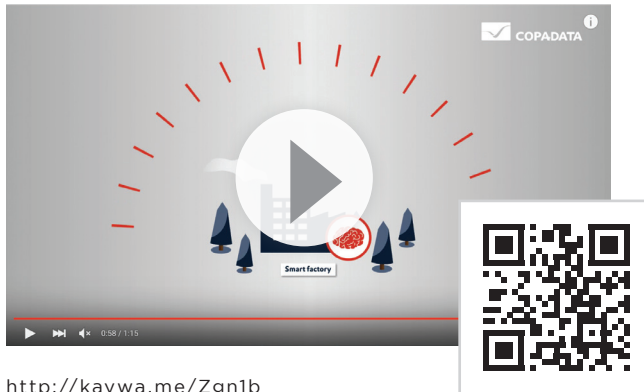 COPADATA
i
Smart factory
0:58 / 1:15
http://kaywa.me/Zgn1b